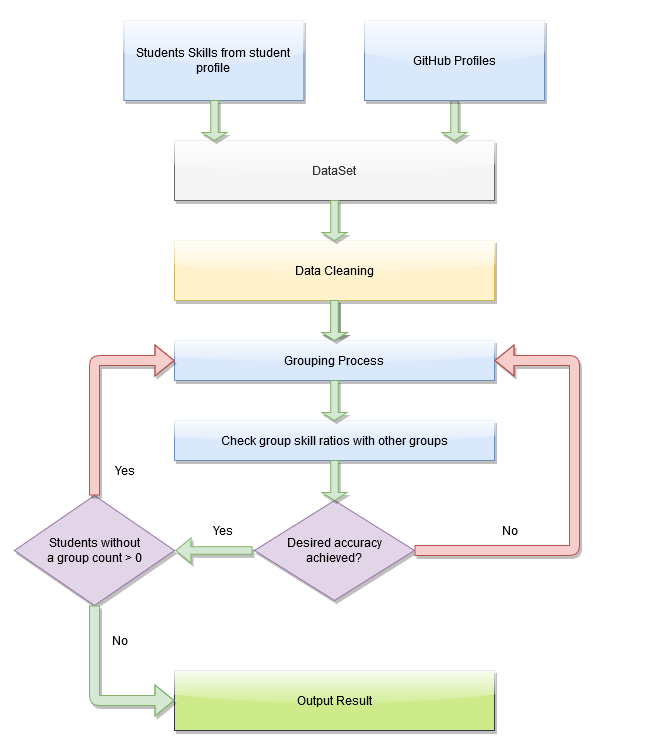 Students Skills from student
profile
GitHub Profiles
DataSet
Data Cleaning
Grouping Process
Check group skill ratios with other groups
Yes
Students without
a group count > 0
Yes
Desired accuracy
achieved?
No
No
Output Result